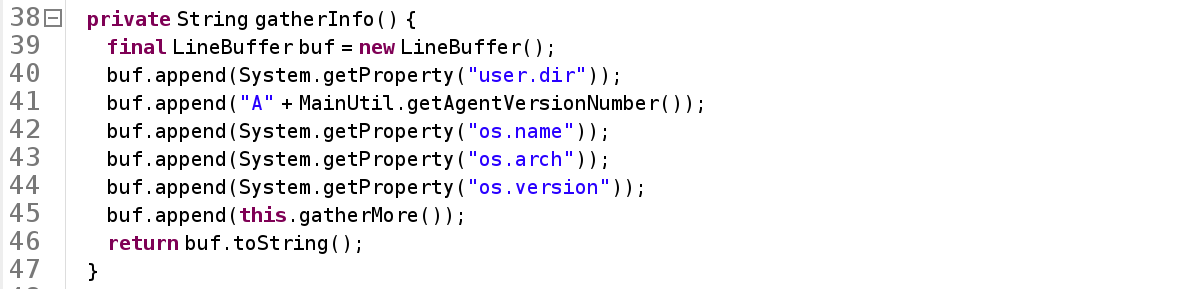 38 private String gatherInfo() {
39 final LineBuffer buf = new LineBuffer();
40 buf.append(System.getProperty("user.dir"));
41 buf.append("A" + MainUtil.getAgentVersionNumber());
42 buf.append(System.getProperty("os.name"));
43 buf.append(System.getProperty("os.arch"));
44 buf.append(System.getProperty("os.version"));
45 buf.append(this.gatherMore());
46 return buf.toString();
47 }